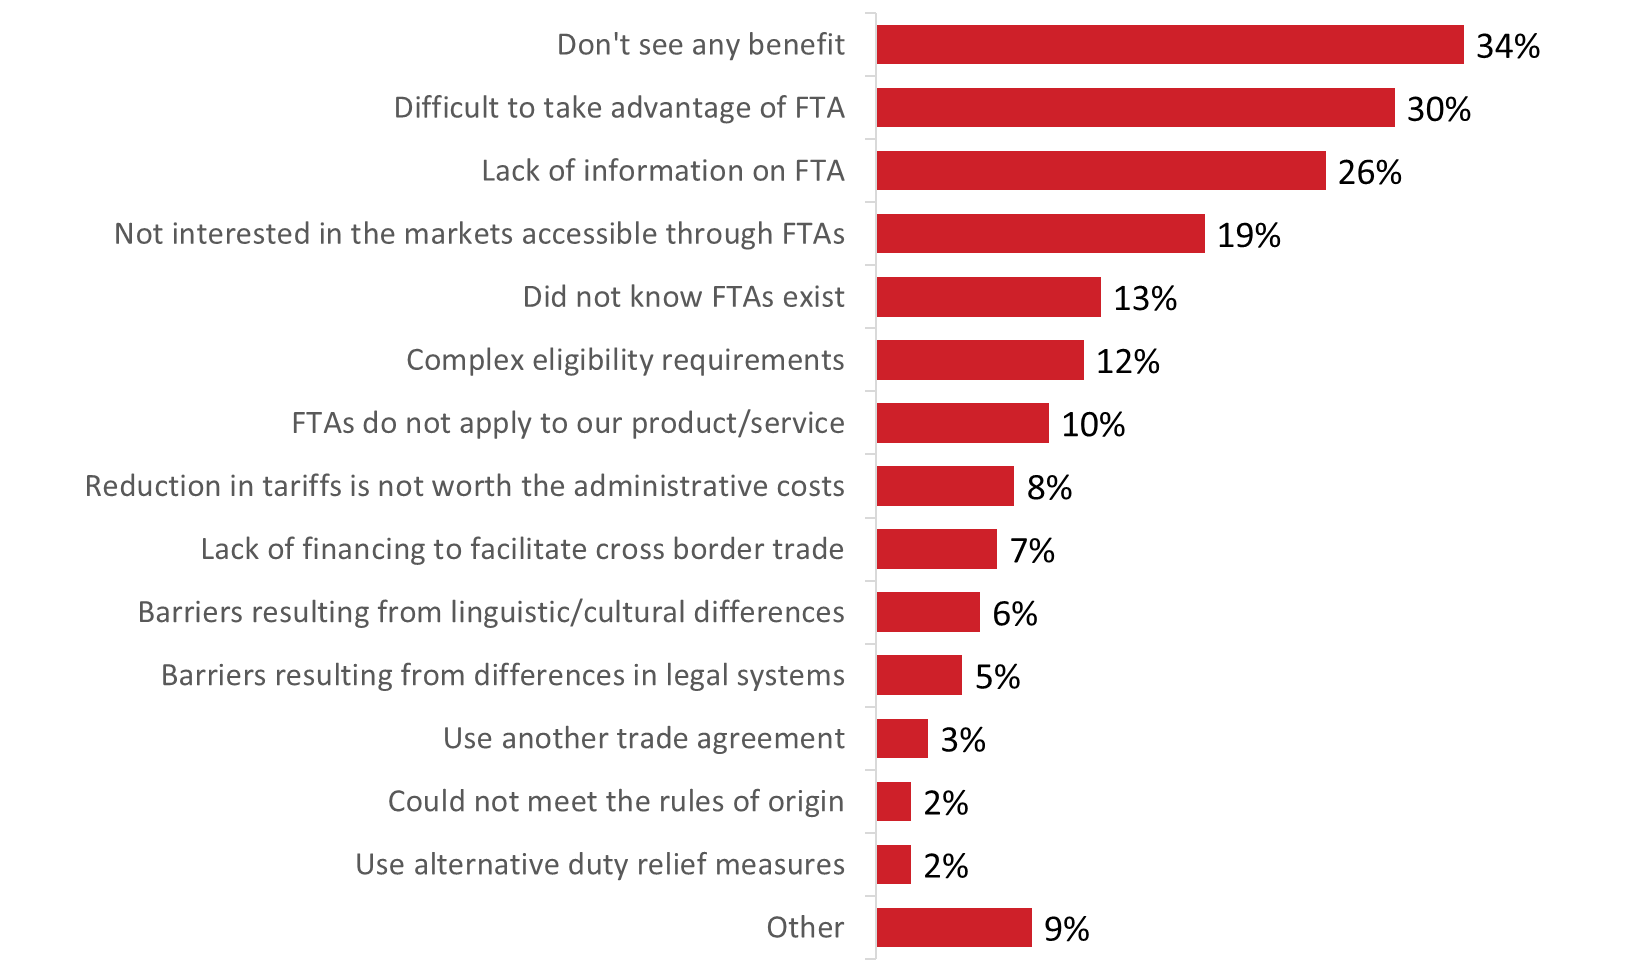 Don't see any benefit 34%
Difficult to take advantage of FTA 30%
Lack of information on FTA 26%
Not interested in the markets accessible through FTAs 19%
Did not know FTAs exist 13%
Complex eligibility requirements 12%
FTAs do not apply to our product/service 10%
Reduction in tariffs is not worth the administrative costs 8%
Lack of financing to facilitate cross border trade 7%
Barriers resulting from linguistic/cultural differences 6%
Barriers resulting from differences in legal systems 5%
Use another trade agreement 3%
Could not meet the rules of origin 2%
Use alternative duty relief measures 2%
Other 9%